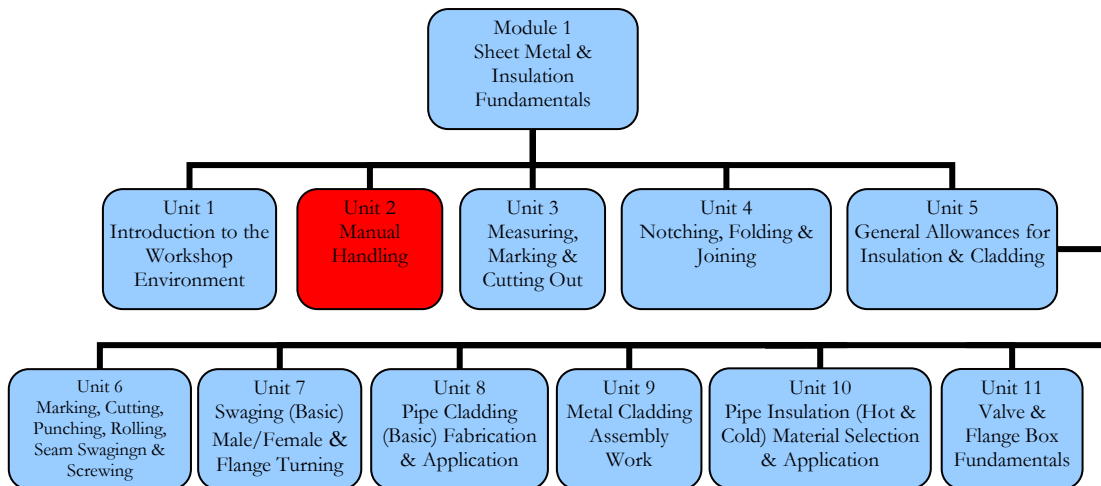 Module 1
Sheet Metal &
Insulation
Fundamentals
Unit 1
Introduction to the
Workshop
Environment
Unit 2
Manual
Handling
Unit 3
Measuring,
Marking &
Cutting Out
Unit 4
Notching, Folding &
Joining
Unit 5
General Allowances for
Insulation & Cladding
Unit 6
Marking, Cutting,
Punching, Rolling,
Seam Swagingn &
Screwing
Unit 7
Swaging (Basic)
Male/Female &
Flange Turning
Unit 8
Pipe Cladding
(Basic) Fabrication
& Application
Unit 9
Metal Cladding
Assembly
Work
Unit 10
Pipe Insulation (Hot &
Cold) Material Selection
& Application
Unit 11
Valve &
Flange Box
Fundamentals